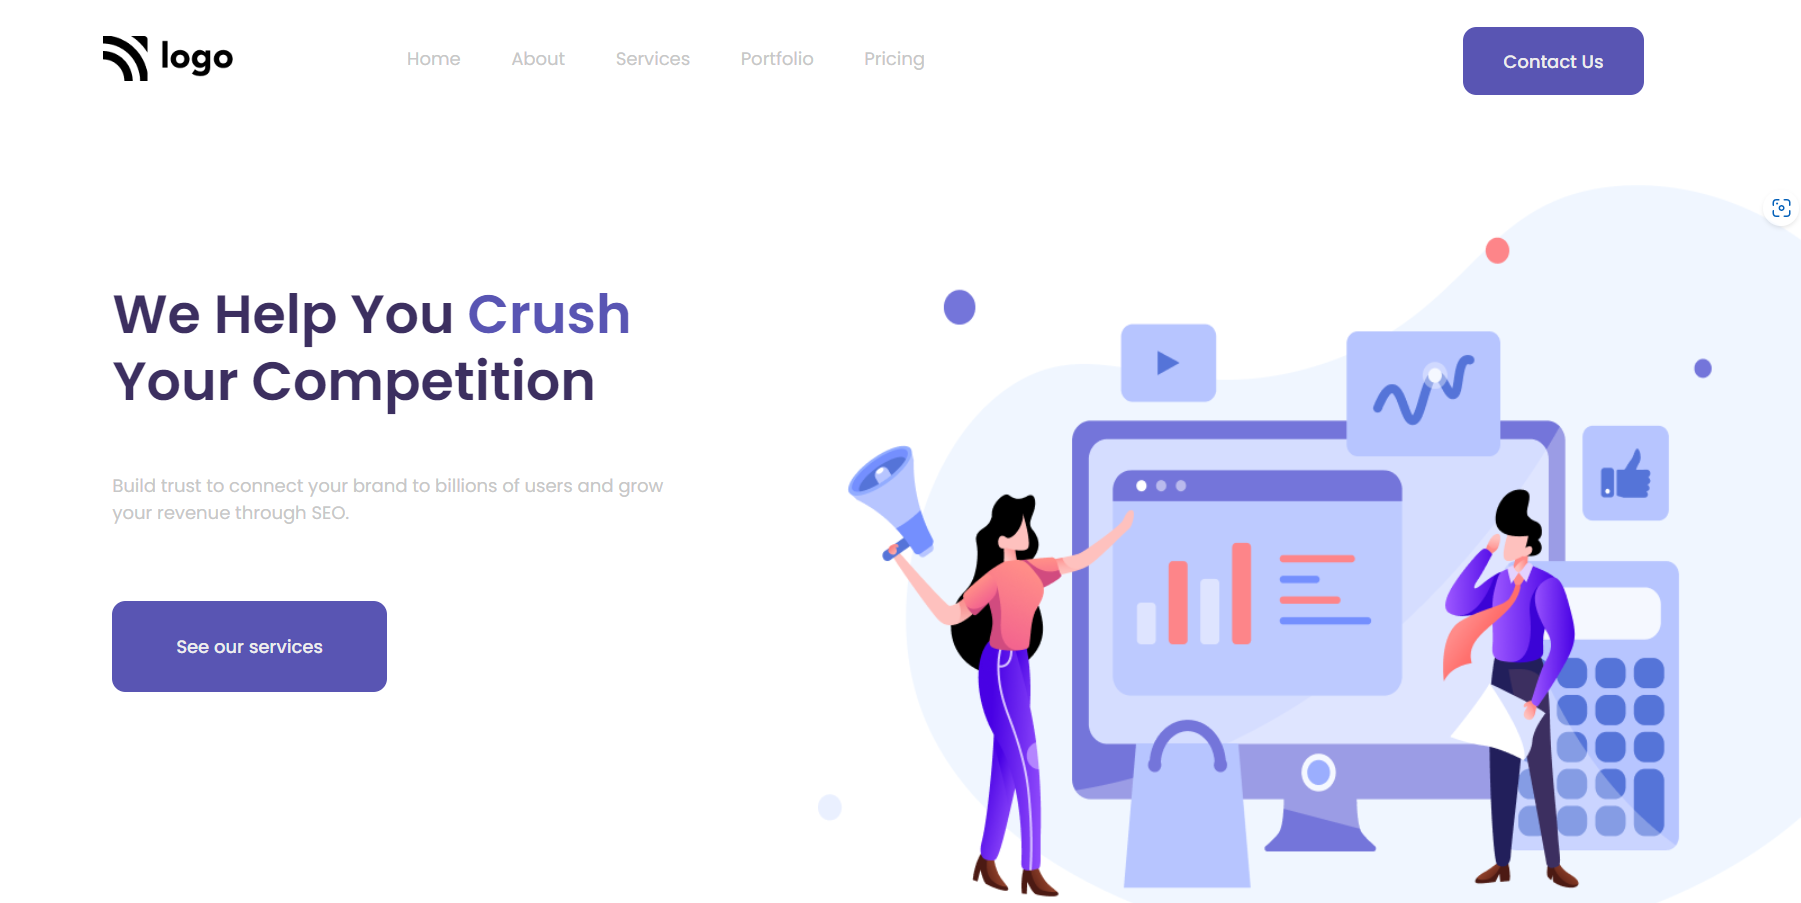 logo
Home
About
Services
Portfolio
Pricing
Contact Us
We Help You Crush
Your Competition
Build trust to connect your brand to billions of users and grow
your revenue through SEO.
See our services